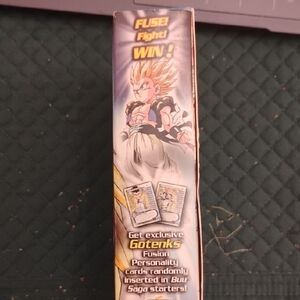 FUSE!
Fight!
WIN!
Get exclusive
Gotenks
Fusion
Personality
cards randomly
inserted in Buu
Saga starters!